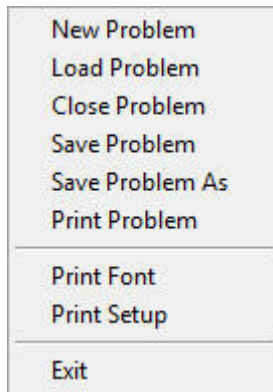 New Problem
Load Problem
Close Problem
Save Problem
Save Problem As
Print Problem
Print Font
Print Setup
Exit